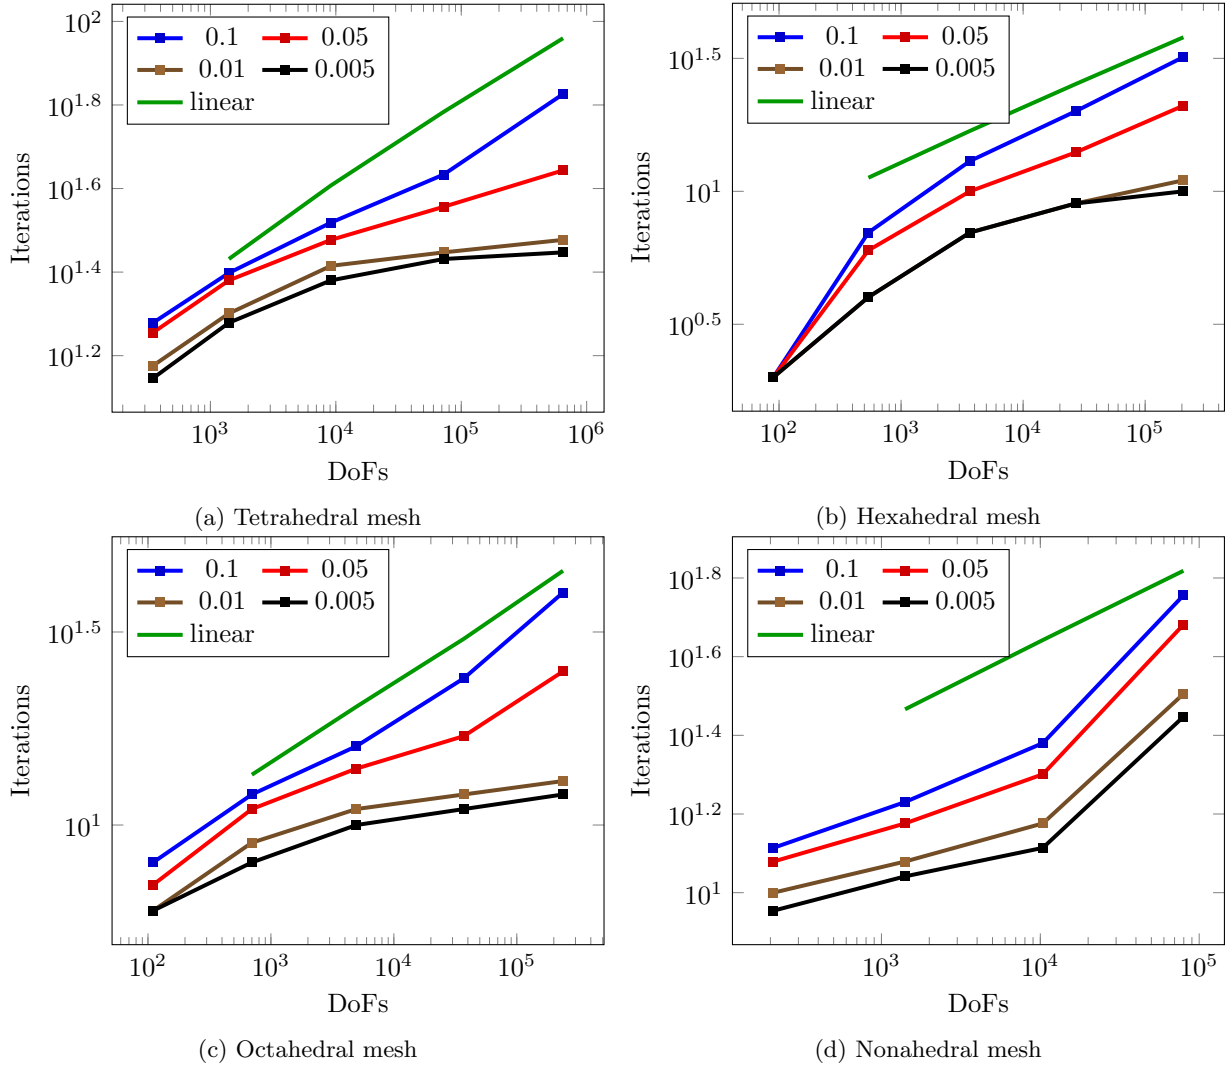 10^2
10^1.8
10^1.6
10^1.4
10^1.2
Iterations
0.1 0.05
0.01 0.005
linear
10^3 10^4 10^5 10^6
DoFs
(a) Tetrahedral mesh
10^1.5
10^1
10^0.5
Iterations
0.1 0.05
0.01 0.005
linear
10^2 10^3 10^4 10^5
DoFs
(b) Hexahedral mesh
10^1.5
10^1
Iterations
0.1 0.05
0.01 0.005
linear
10^2 10^3 10^4 10^5
DoFs
(c) Octahedral mesh
10^1.8
10^1.6
10^1.4
10^1.2
10^1
Iterations
0.1 0.05
0.01 0.005
linear
10^3 10^4 10^5
DoFs
(d) Nonahedral mesh